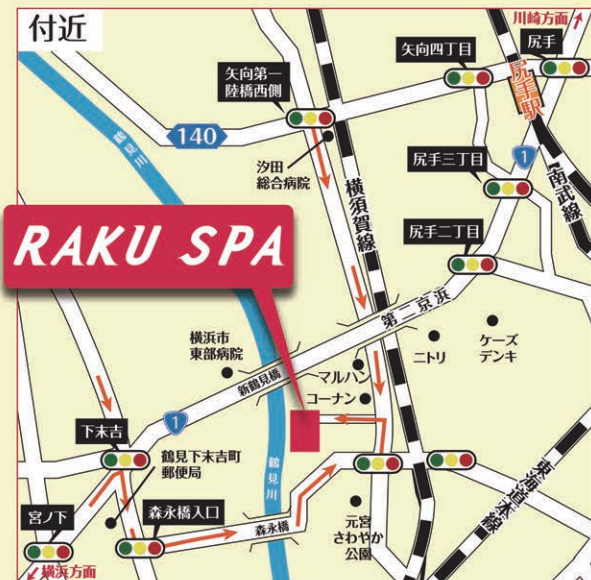 付近
川崎方面
矢向四丁目
尻手
矢向第一
陸橋西側
尻手駅
140
鶴見川
汐田
総合病院
横須賀線
尻手三丁目
1
南武線
RAKU SPA
尻手二丁目
第二京浜
横浜市
東部病院
ニトリ
ケーズ
デンキ
新鶴見橋
マルハン
コーナン
1
下末吉
鶴見下末吉町
郵便局
鶴見川
東海道本線
宮ノ下
森永橋入口
森永橋
元宮
さわやか
公園
横浜方面